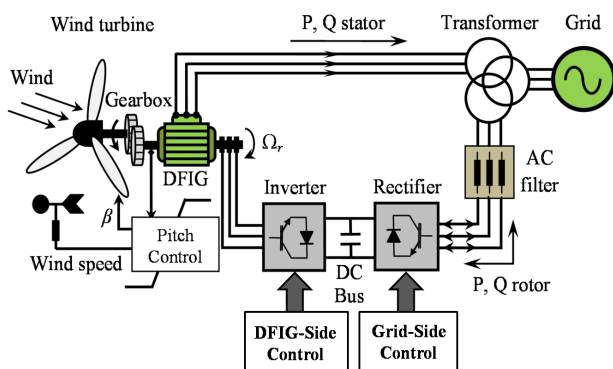 Wind turbine
P, Q stator
Transformer
Grid
Wind
Gearbox
Ωr
DFIG
Inverter
Rectifier
AC
filter
β
Pitch
Control
Wind speed
DC
Bus
P, Q rotor
DFIG-Side
Control
Grid-Side
Control